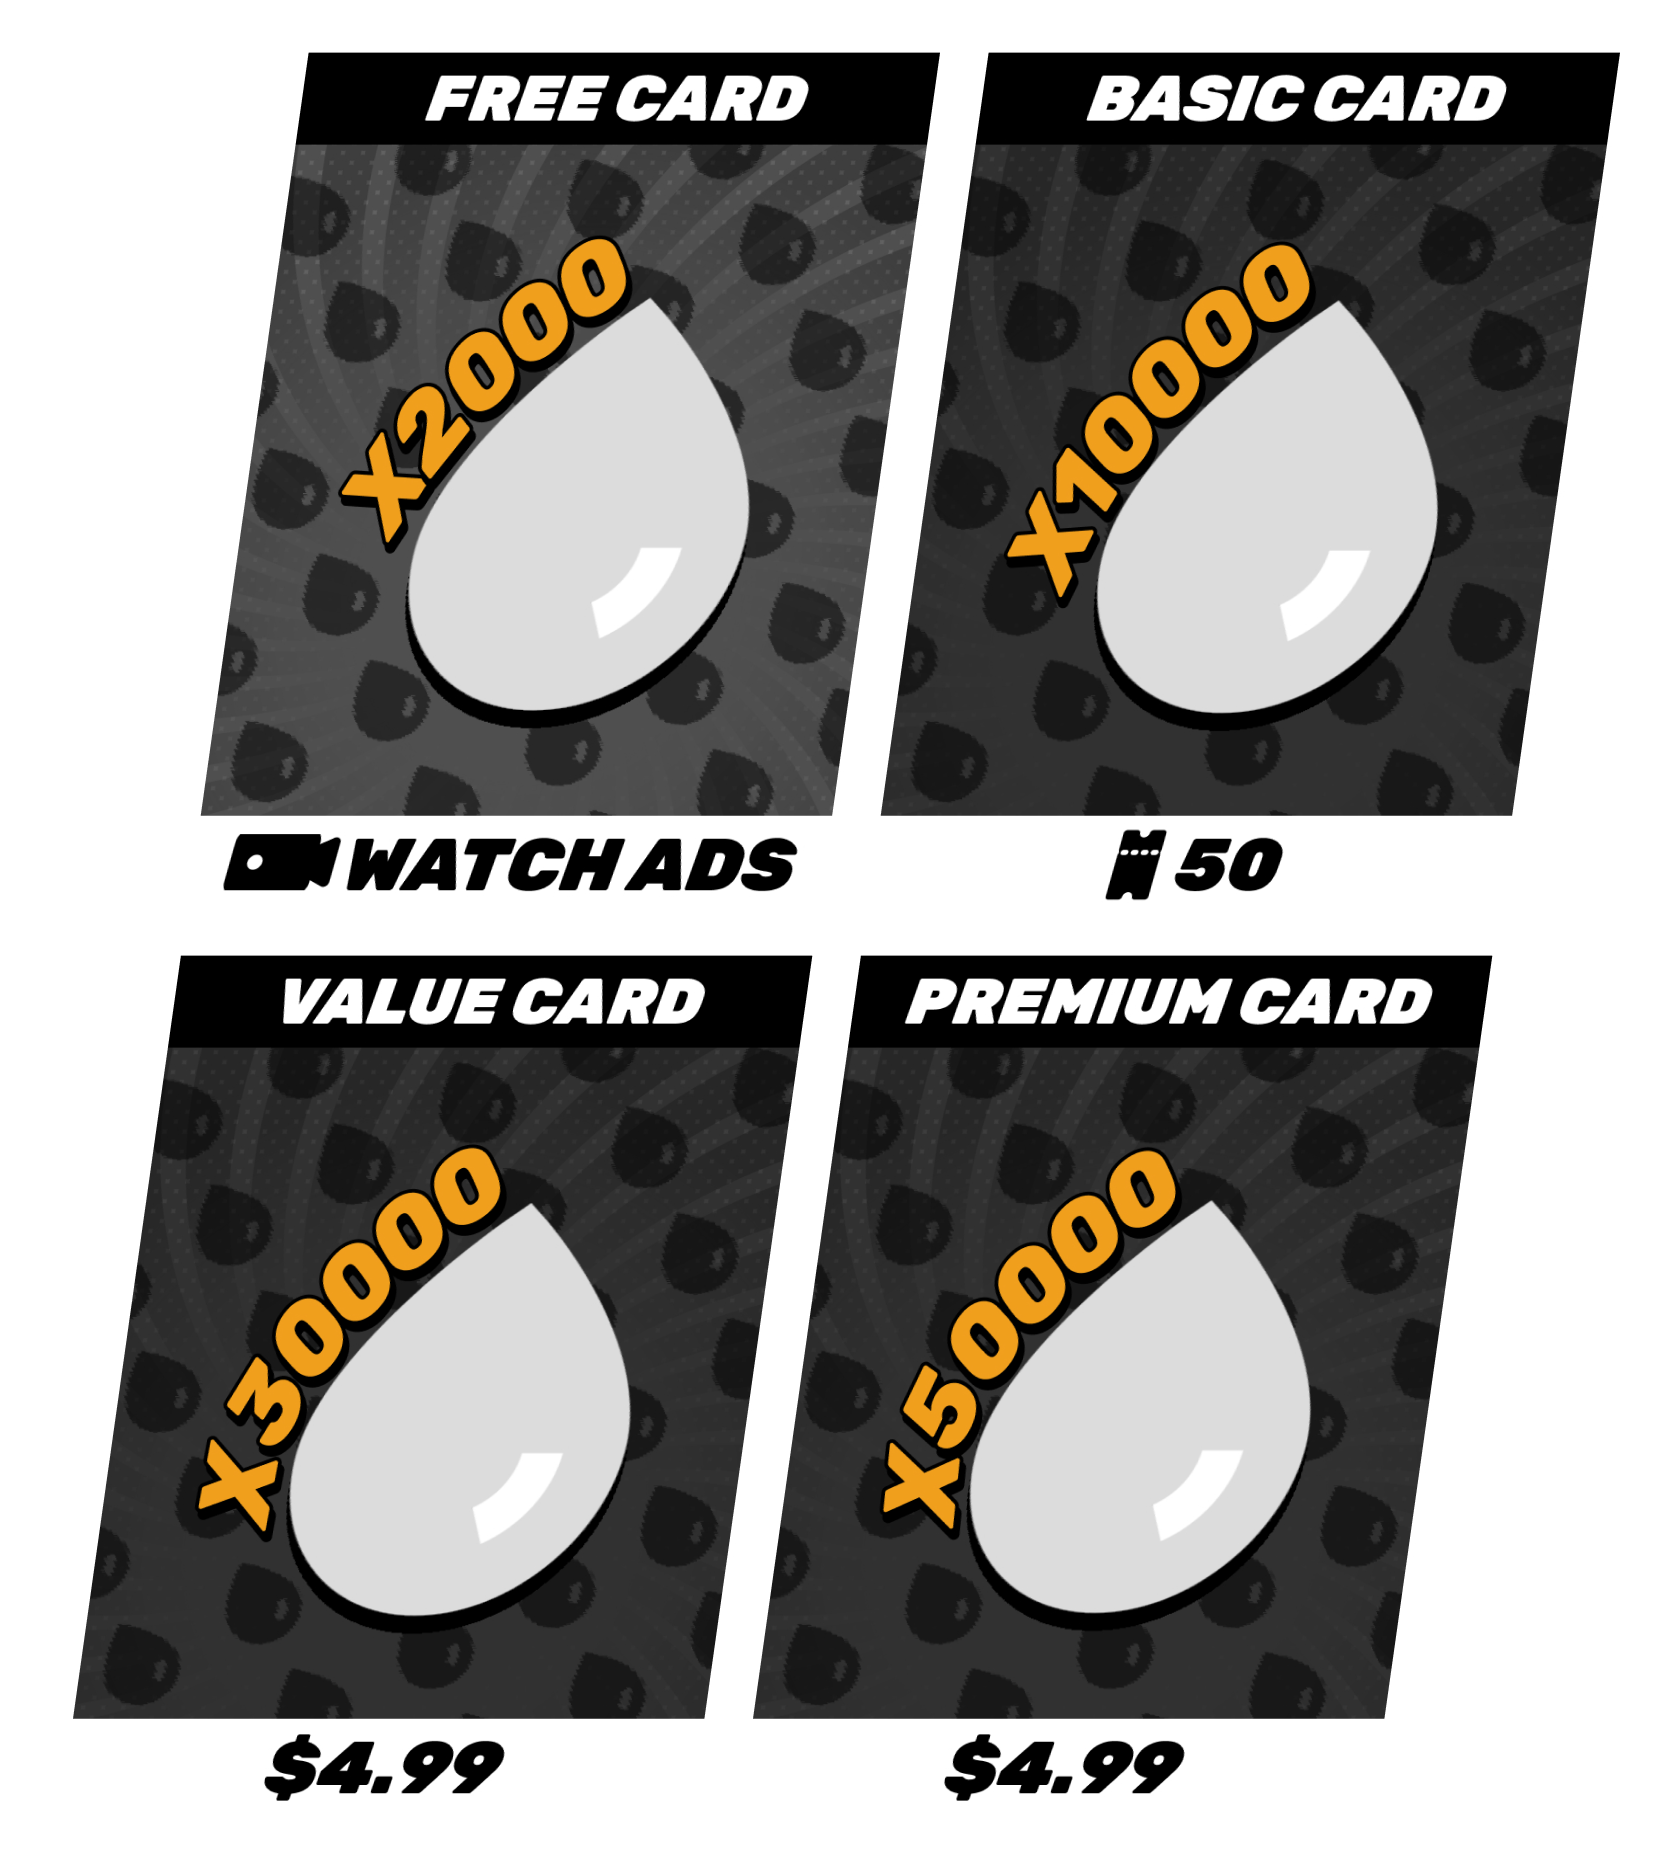 FREE CARD
X2000
WATCH ADS
BASIC CARD
X10000
50
VALUE CARD
X30000
$4.99
PREMIUM CARD
X50000
$4.99